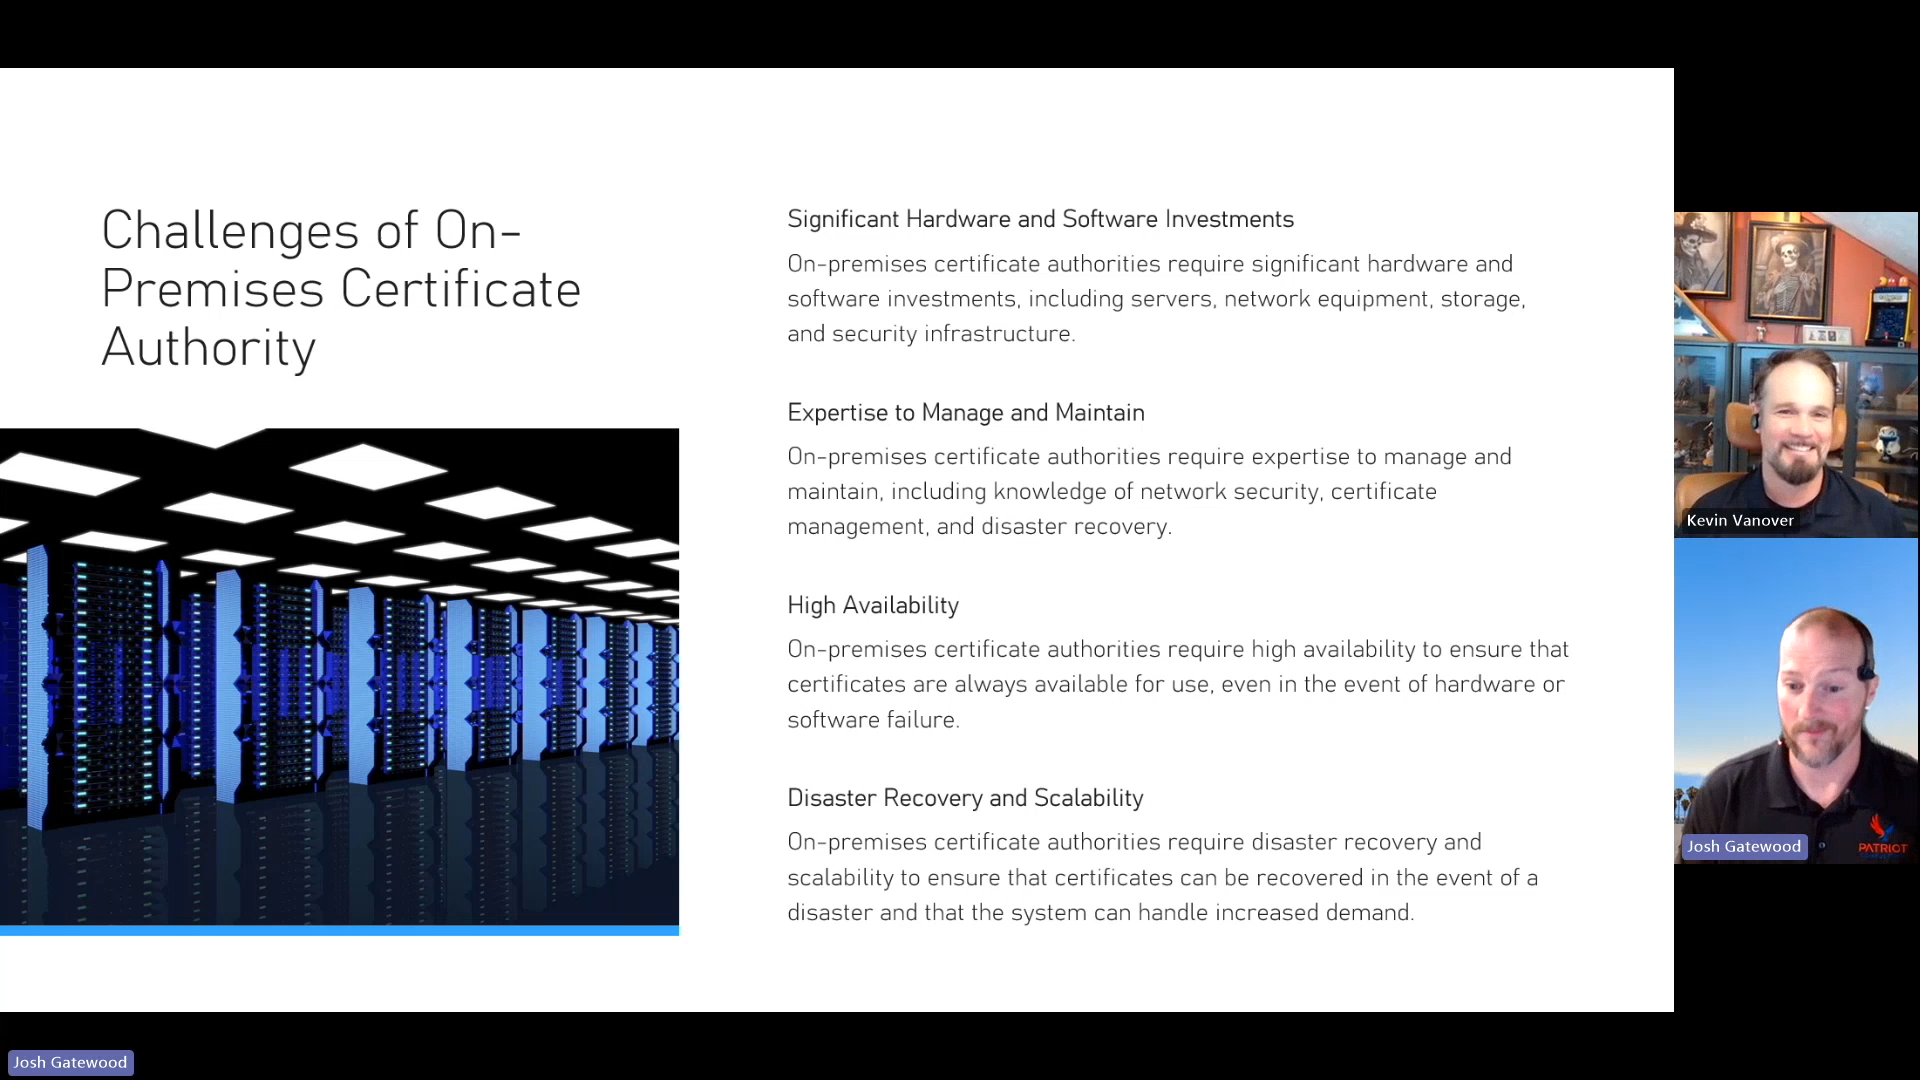 Challenges of On-
Premises Certificate
Authority
Significant Hardware and Software Investments
On-premises certificate authorities require significant hardware and
software investments, including servers, network equipment, storage,
and security infrastructure.
Expertise to Manage and Maintain
On-premises certificate authorities require expertise to manage and
maintain, including knowledge of network security, certificate
management, and disaster recovery.
High Availability
On-premises certificate authorities require high availability to ensure that
certificates are always available for use, even in the event of hardware or
software failure.
Disaster Recovery and Scalability
On-premises certificate authorities require disaster recovery and
scalability to ensure that certificates can be recovered in the event of a
disaster and that the system can handle increased demand.
Kevin Vanover
Josh Gatewood
PATRIOT
Josh Gatewood